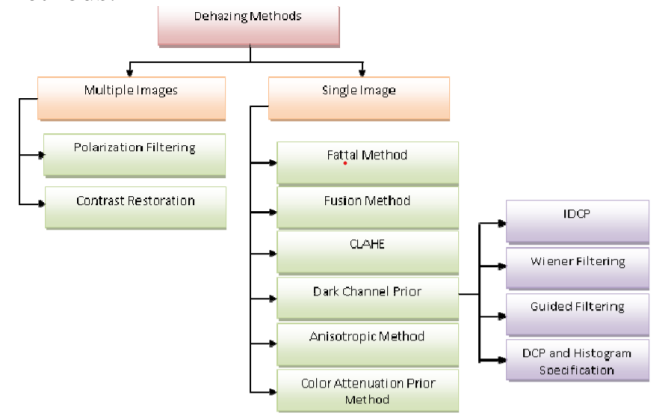 Dehazing Methods
Multiple Images
Single Image
Polarization Filtering
Contrast Restoration
Fattal Method
Fusion Method
CLAHE
Dark Channel Prior
Anisotropic Method
Color Attenuation Prior
Method
IDCP
Wiener Filtering
Guided Filtering
DCP and Histogram
Specification